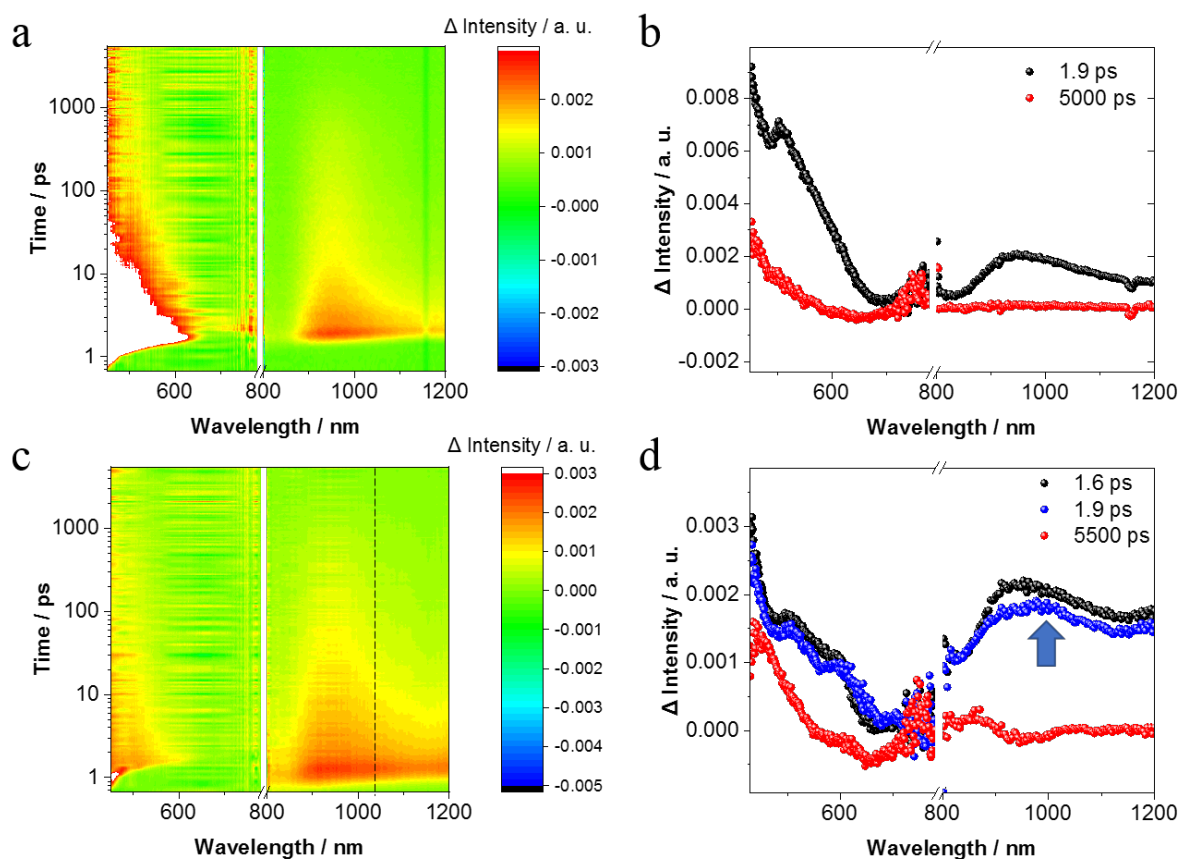 a
Δ Intensity / a. u.
0.002
0.001
-0.000
-0.001
-0.002
-0.003
Time / ps
1000
100
10
1
600
800
1000
1200
Wavelength / nm
b
1.9 ps
5000 ps
Δ Intensity / a. u.
0.008
0.006
0.004
0.002
0.000
-0.002
600
800
1000
1200
Wavelength / nm
c
Δ Intensity / a. u.
0.003
0.002
0.001
0.000
-0.001
-0.002
-0.003
-0.005
Time / ps
1000
100
10
1
600
800
1000
1200
Wavelength / nm
d
1.6 ps
1.9 ps
5500 ps
Δ Intensity / a. u.
0.003
0.002
0.001
0.000
600
800
1000
1200
Wavelength / nm